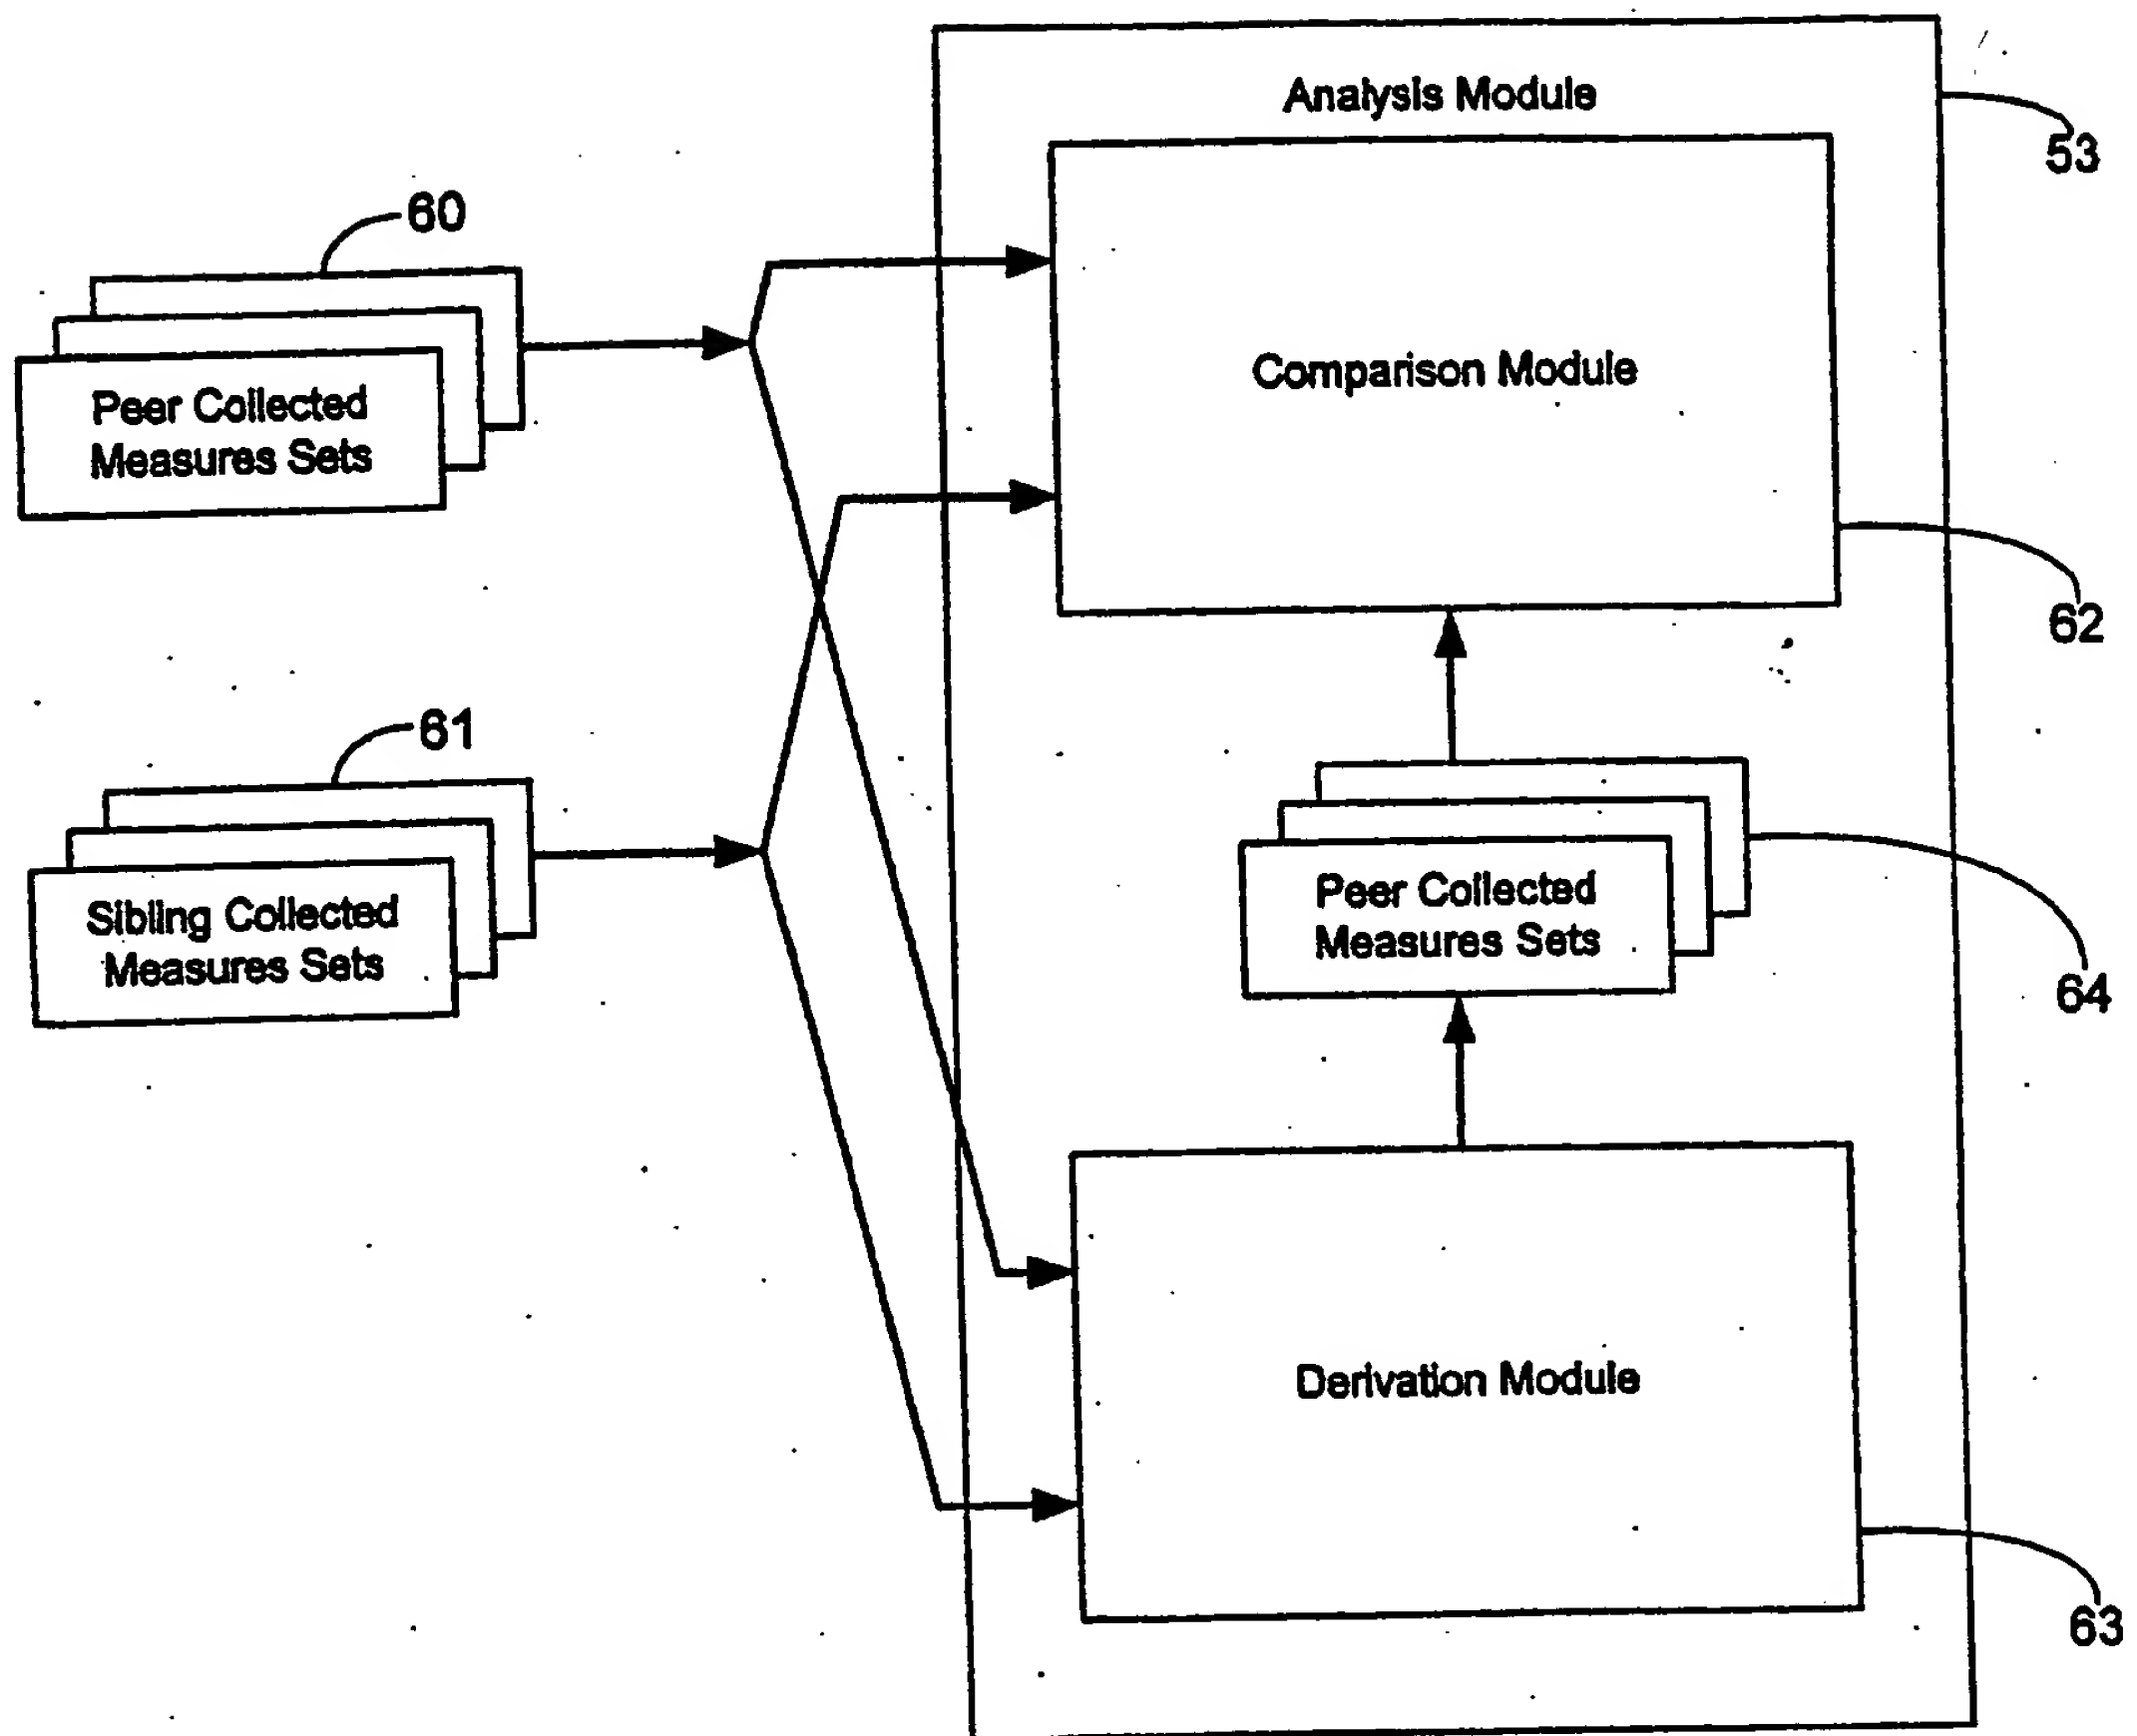 Analysis Module
53
60
Peer Collected
Measures Sets
Comparison Module
62
61
Sibling Collected
Measures Sets
Peer Collected
Measures Sets
64
Derivation Module
63